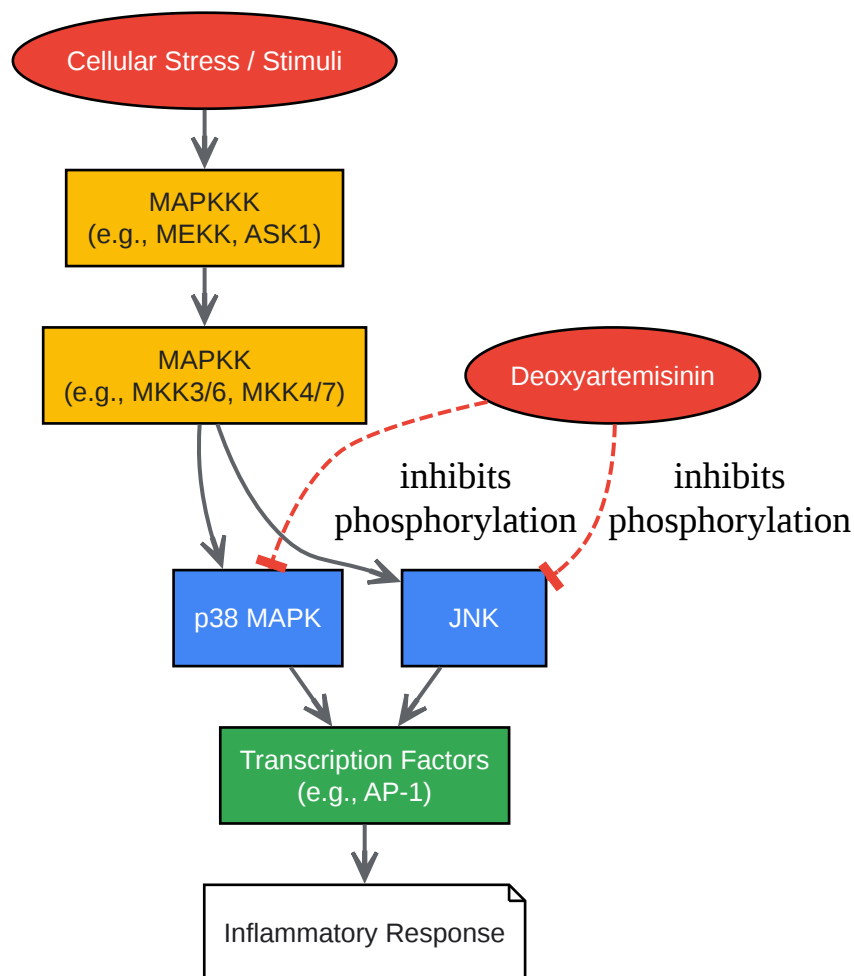 Cellular Stress / Stimuli
MAPKKK
(e.g., MEKK, ASK1)
MAPKK
(e.g., MKK3/6, MKK4/7)
Deoxyartemisinin
inhibits
phosphorylation
inhibits
phosphorylation
p38 MAPK
JNK
Transcription Factors
(e.g., AP-1)
Inflammatory Response